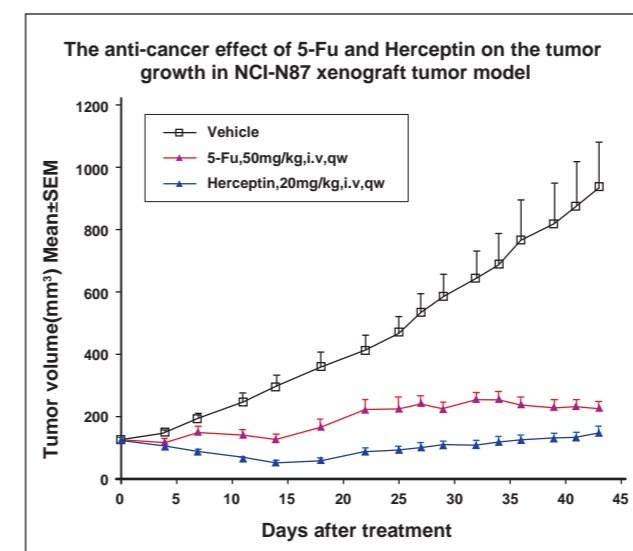 The anti-cancer effect of 5-Fu and Herceptin on the tumor
growth in NCI-N87 xenograft tumor model
Tumor volume(mm³) Mean±SEM
1200
1000
800
600
400
200
0
Vehicle
5-Fu,50mg/kg,i.v,qw
Herceptin,20mg/kg,i.v,qw
0 5 10 15 20 25 30 35 40 45
Days after treatment